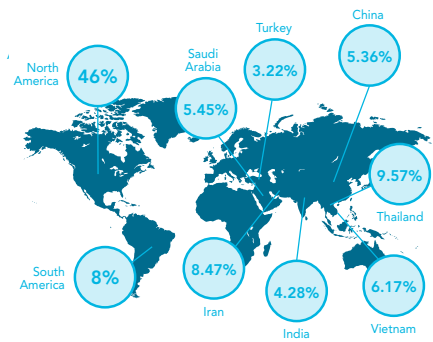 China
Turkey
5.36%
Saudi
Arabia
3.22%
North
America
46%
5.45%
9.57%
Thailand
South
America
8%
8.47%
4.28%
6.17%
Iran
India
Vietnam